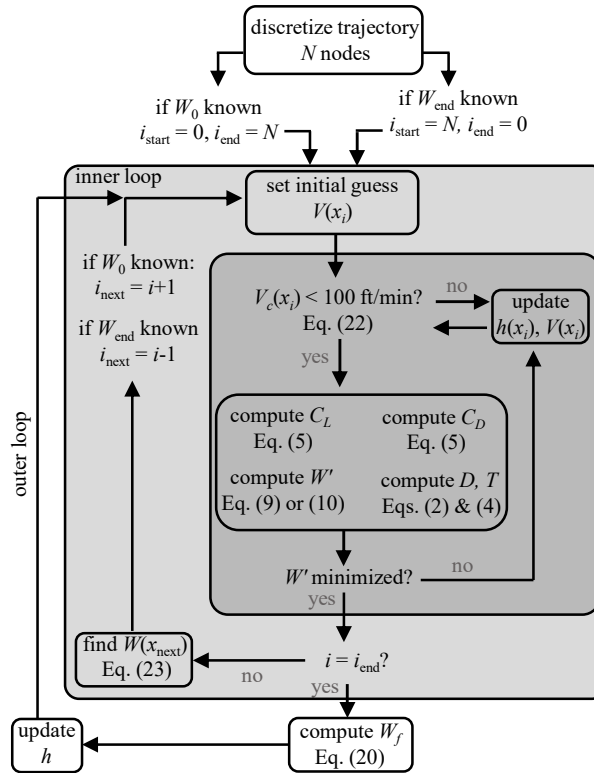 discretize trajectory
N nodes
if W₀ known
i_start = 0, i_end = N
if W_end known
i_start = N, i_end = 0
inner loop
set initial guess
V(x_i)
if W₀ known:
i_next = i+1
if W_end known
i_next = i-1
V_c(x_i) < 100 ft/min?
Eq. (22)
no
update
h(x_i), V(x_i)
yes
compute C_L
Eq. (5)
compute C_D
Eq. (5)
compute W'
Eq. (9) or (10)
compute D, T
Eqs. (2) & (4)
W' minimized?
no
yes
outer loop
find W(x_next)
Eq. (23)
no
i = i_end?
yes
update
h
compute W_f
Eq. (20)